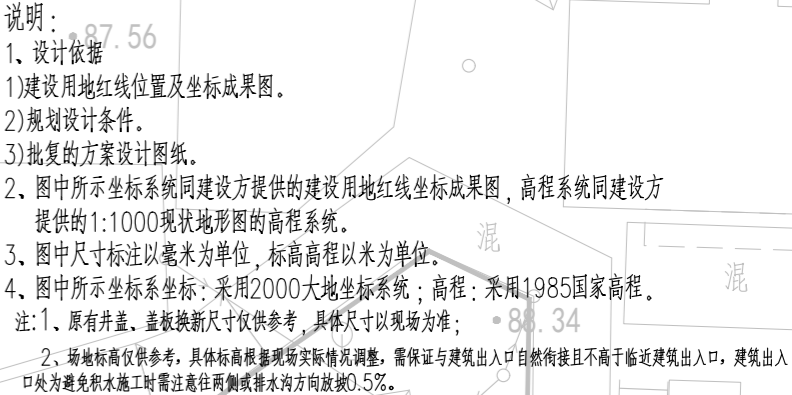 说明：
87.56
1、设计依据
1)建设用地红线位置及坐标成果图。
2)规划设计条件。
3)批复的方案设计图纸。
2、图中所示坐标系统同建设方提供的建设用地红线坐标成果图，高程系统同建设方
提供的1:1000现状地形图的高程系统。
混
3、图中尺寸标注以毫米为单位，标高高程以米为单位。
混
4、图中所示坐标系坐标：采用2000大地坐标系统；高程：采用1985国家高程。
注:1、原有井盖、盖板换新尺寸仅供参考，具体尺寸以现场为准；
88.34
2、场地标高仅供参考，具体标高根据现场实际情况调整，需保证与建筑出入口自然衔接且不高于临近建筑出入口，建筑出入
口处为避免积水施工时需注意往两侧或排水沟方向放坡0.5%。